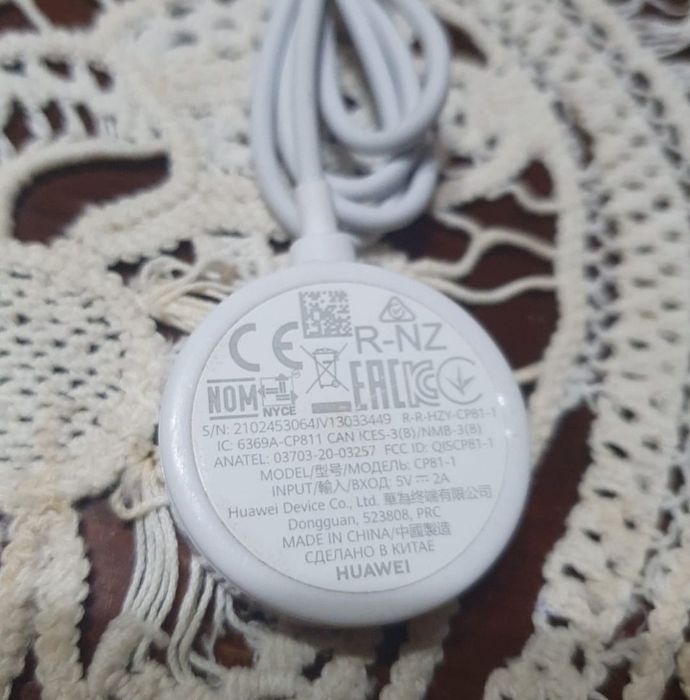 CE R-NZ
NOM NYCE EAC
S/N: 2102453064JV13033449 R-R-HZY-CP81-1
IC: 6369A-CP811 CAN ICES-3(B)/NMB-3(B)
ANATEL: 03703-20-03257 FCC ID: QISCP81-1
MODEL/型号/МОДЕЛЬ: CP81-1
INPUT/輸入/ВХОД: 5V ⎓ 2A
Huawei Device Co., Ltd. 華為终端有限公司
Dongguan, 523808, PRC
MADE IN CHINA/中國製造
СДЕЛАНО В КИТАЕ
HUAWEI